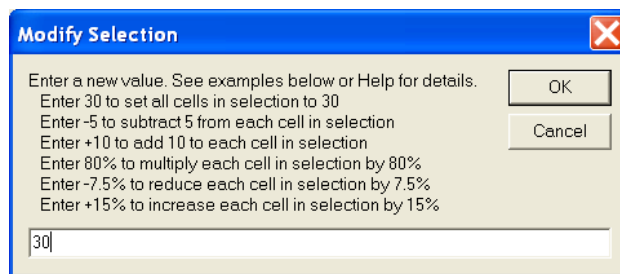 Modify Selection
Enter a new value. See examples below or Help for details.
Enter 30 to set all cells in selection to 30
Enter -5 to subtract 5 from each cell in selection
Enter +10 to add 10 to each cell in selection
Enter 80% to multiply each cell in selection by 80%
Enter -7.5% to reduce each cell in selection by 7.5%
Enter +15% to increase each cell in selection by 15%
OK
Cancel
30